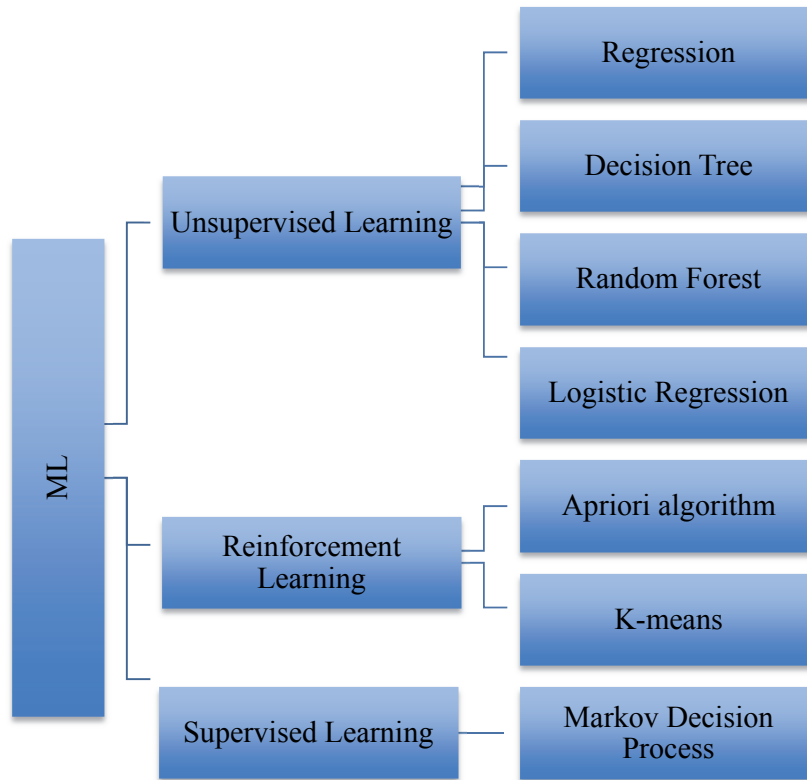 ML
Unsupervised Learning
Regression
Decision Tree
Random Forest
Logistic Regression
Reinforcement
Learning
Apriori algorithm
K-means
Supervised Learning
Markov Decision
Process